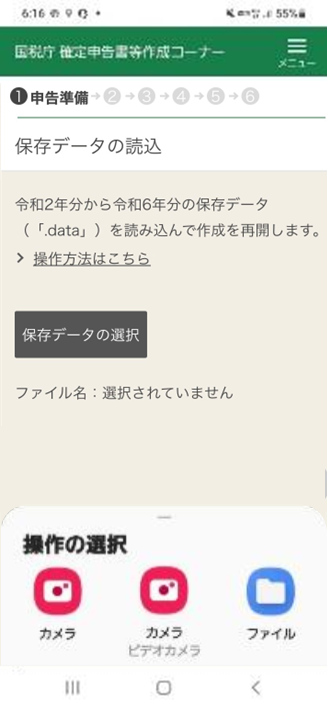 6:16
55%
国税庁 確定申告書等作成コーナー
メニュー
1 申告準備 → 2 → 3 → 4 → 5 → 6
保存データの読込
令和2年分から令和6年分の保存データ
（「.data」）を読み込んで作成を再開します。
操作方法はこちら
保存データの選択
ファイル名：選択されていません
操作の選択
カメラ
カメラ
ビデオカメラ
ファイル